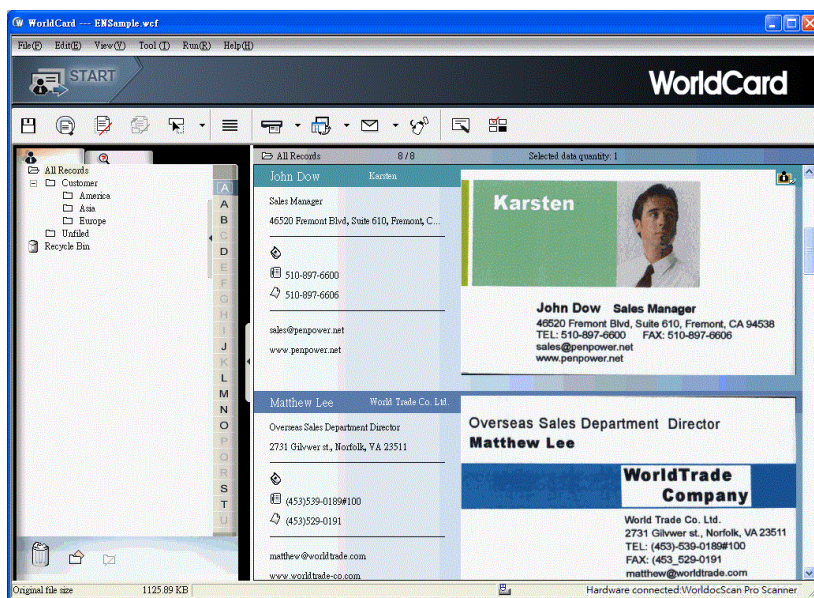 WorldCard --- ENSample.wcf
File(F) Edit(E) View(V) Tool (T) Run(R) Help(H)
START
WorldCard
All Records 8 / 8 Selected data quantity: 1
All Records
Customer
America
Asia
Europe
Unfiled
Recycle Bin
A
A
B
C
D
E
F
G
H
I
J
K
L
M
N
O
P
Q
R
S
T
U
John Dow Karsten
Sales Manager
46520 Fremont Blvd, Suite 610, Fremont, C...
510-897-6600
510-897-6606
sales@penpower.net
www.penpower.net
Karsten
John Dow Sales Manager
46520 Fremont Blvd, Suite 610, Fremont, CA 94538
TEL: 510-897-6600 FAX: 510-897-6606
sales@penpower.net
www.penpower.net
Matthew Lee World Trade Co. Ltd.
Overseas Sales Department Director
2731 Gilvwer st., Norfolk, VA 23511
(453)539-0189#100
(453)529-0191
matthew@worldtrade.com
www.worldtrade-co.com
Overseas Sales Department Director
Matthew Lee
WorldTrade
Company
World Trade Co. Ltd.
2731 Gilvwer st., Norfolk, VA 23511
TEL: (453)-539-0189#100
FAX: (453_529-0191
matthew@worldtrade.com
Original file size 1125.89 KB Hardware connected:WorldocScan Pro Scanner